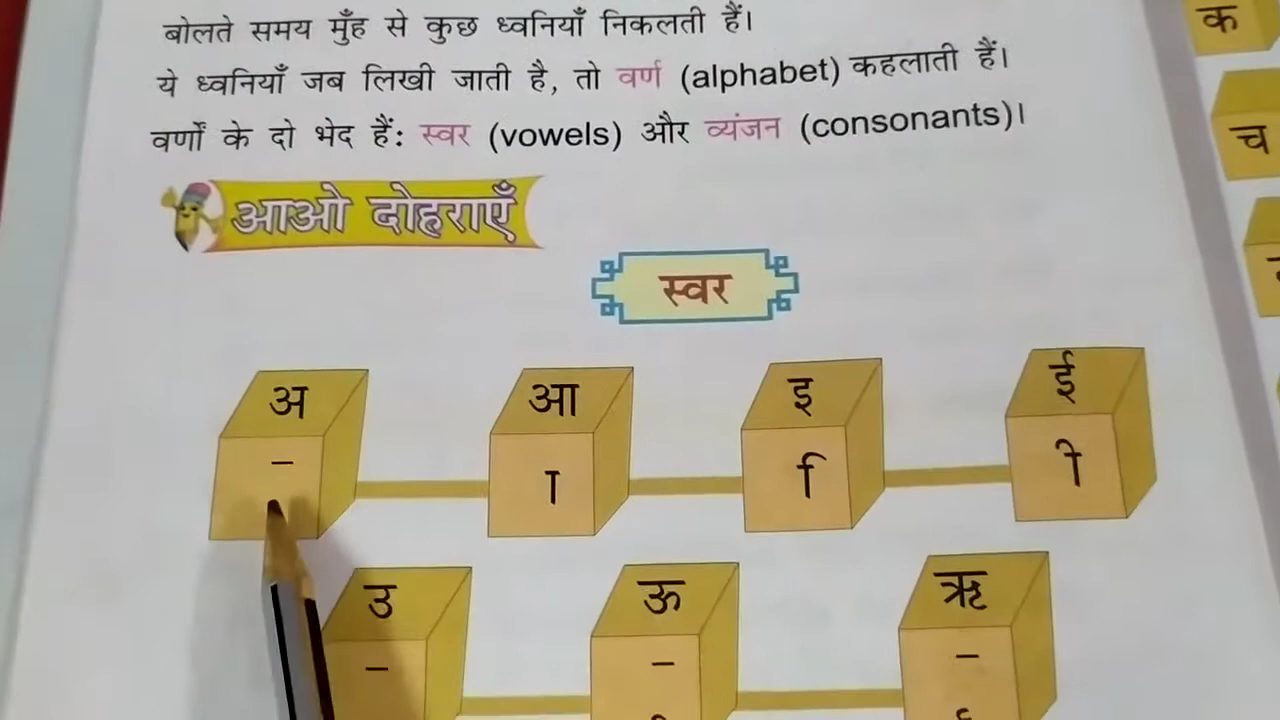 बोलते समय मुँह से कुछ ध्वनियाँ निकलती हैं।
ये ध्वनियाँ जब लिखी जाती है, तो वर्ण (alphabet) कहलाती हैं।
वर्णों के दो भेद हैं: स्वर (vowels) और व्यंजन (consonants)।
आओ दोहराएँ
स्वर
अ आ इ ई
– ा ि ी
उ ऊ ऋ
– – –
क
च